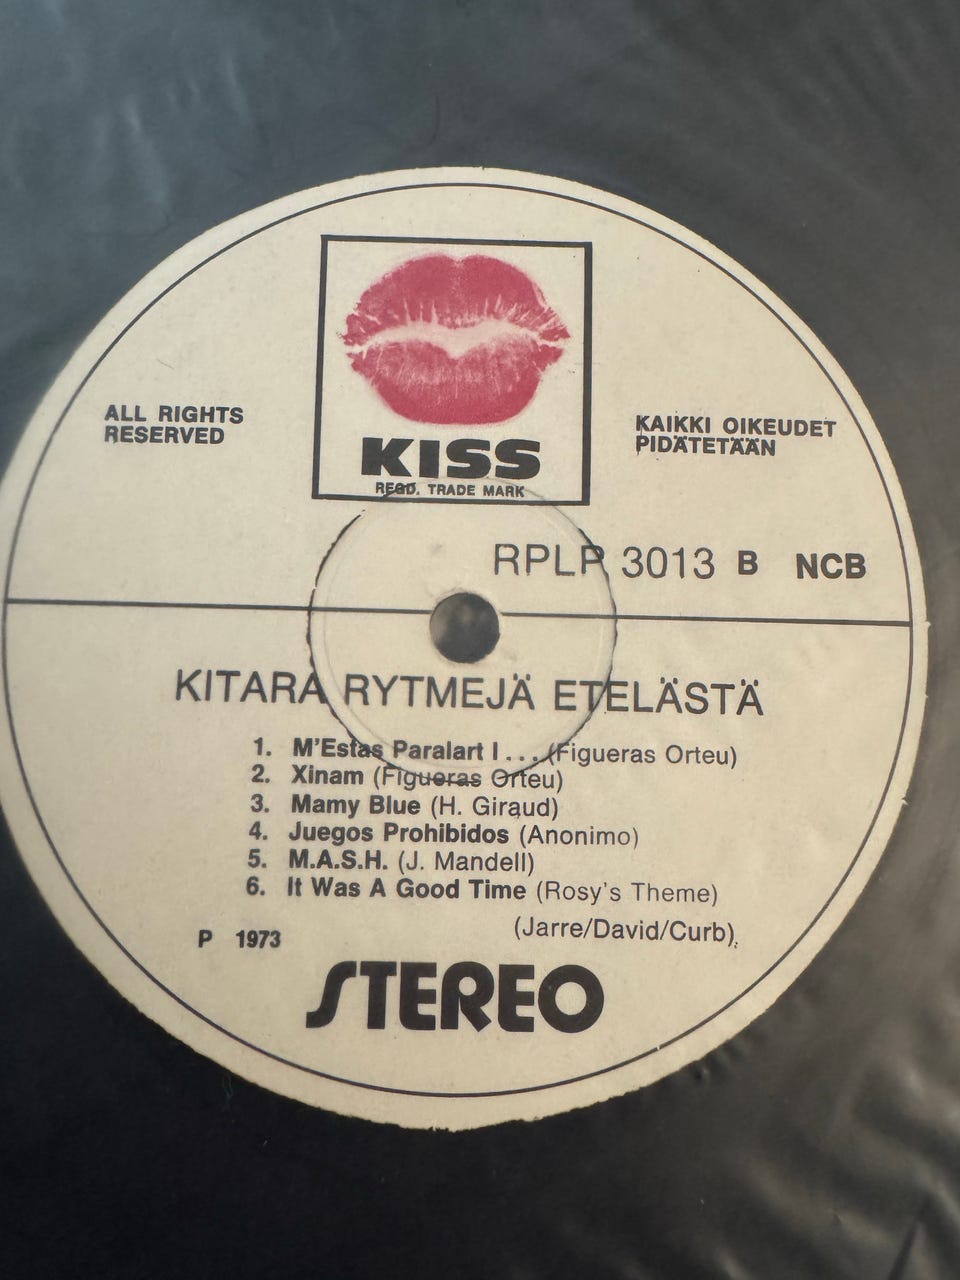 KISS
REGD. TRADE MARK
ALL RIGHTS
RESERVED
KAIKKI OIKEUDET
PIDÄTETÄÄN
RPLP 3013 B NCB
KITARA RYTMEJÄ ETELÄSTÄ
1. M'Estas Paralart I . . . (Figueras Orteu)
2. Xinam (Figueras Orteu)
3. Mamy Blue (H. Giraud)
4. Juegos Prohibidos (Anonimo)
5. M.A.S.H. (J. Mandell)
6. It Was A Good Time (Rosy's Theme)
(Jarre/David/Curb).
P 1973
STEREO